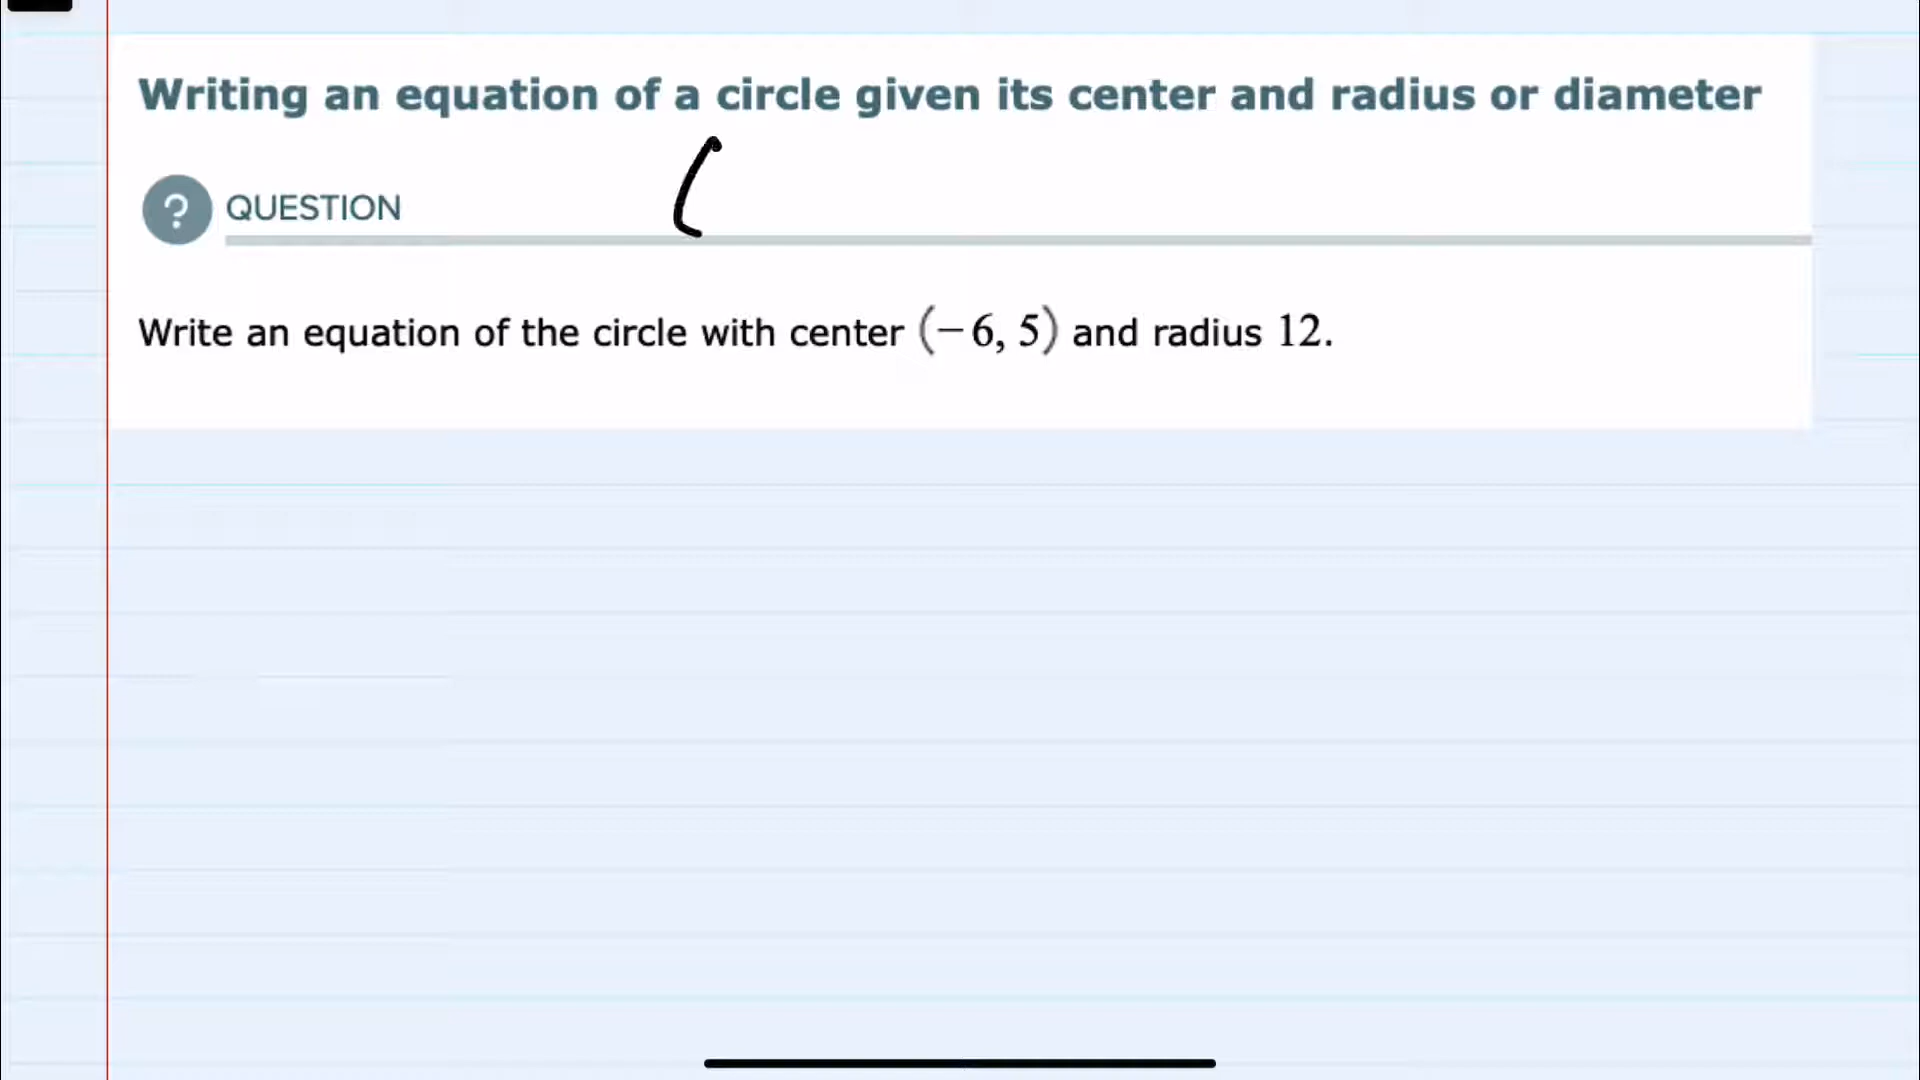 Writing an equation of a circle given its center and radius or diameter
? QUESTION
(
Write an equation of the circle with center (−6, 5) and radius 12.